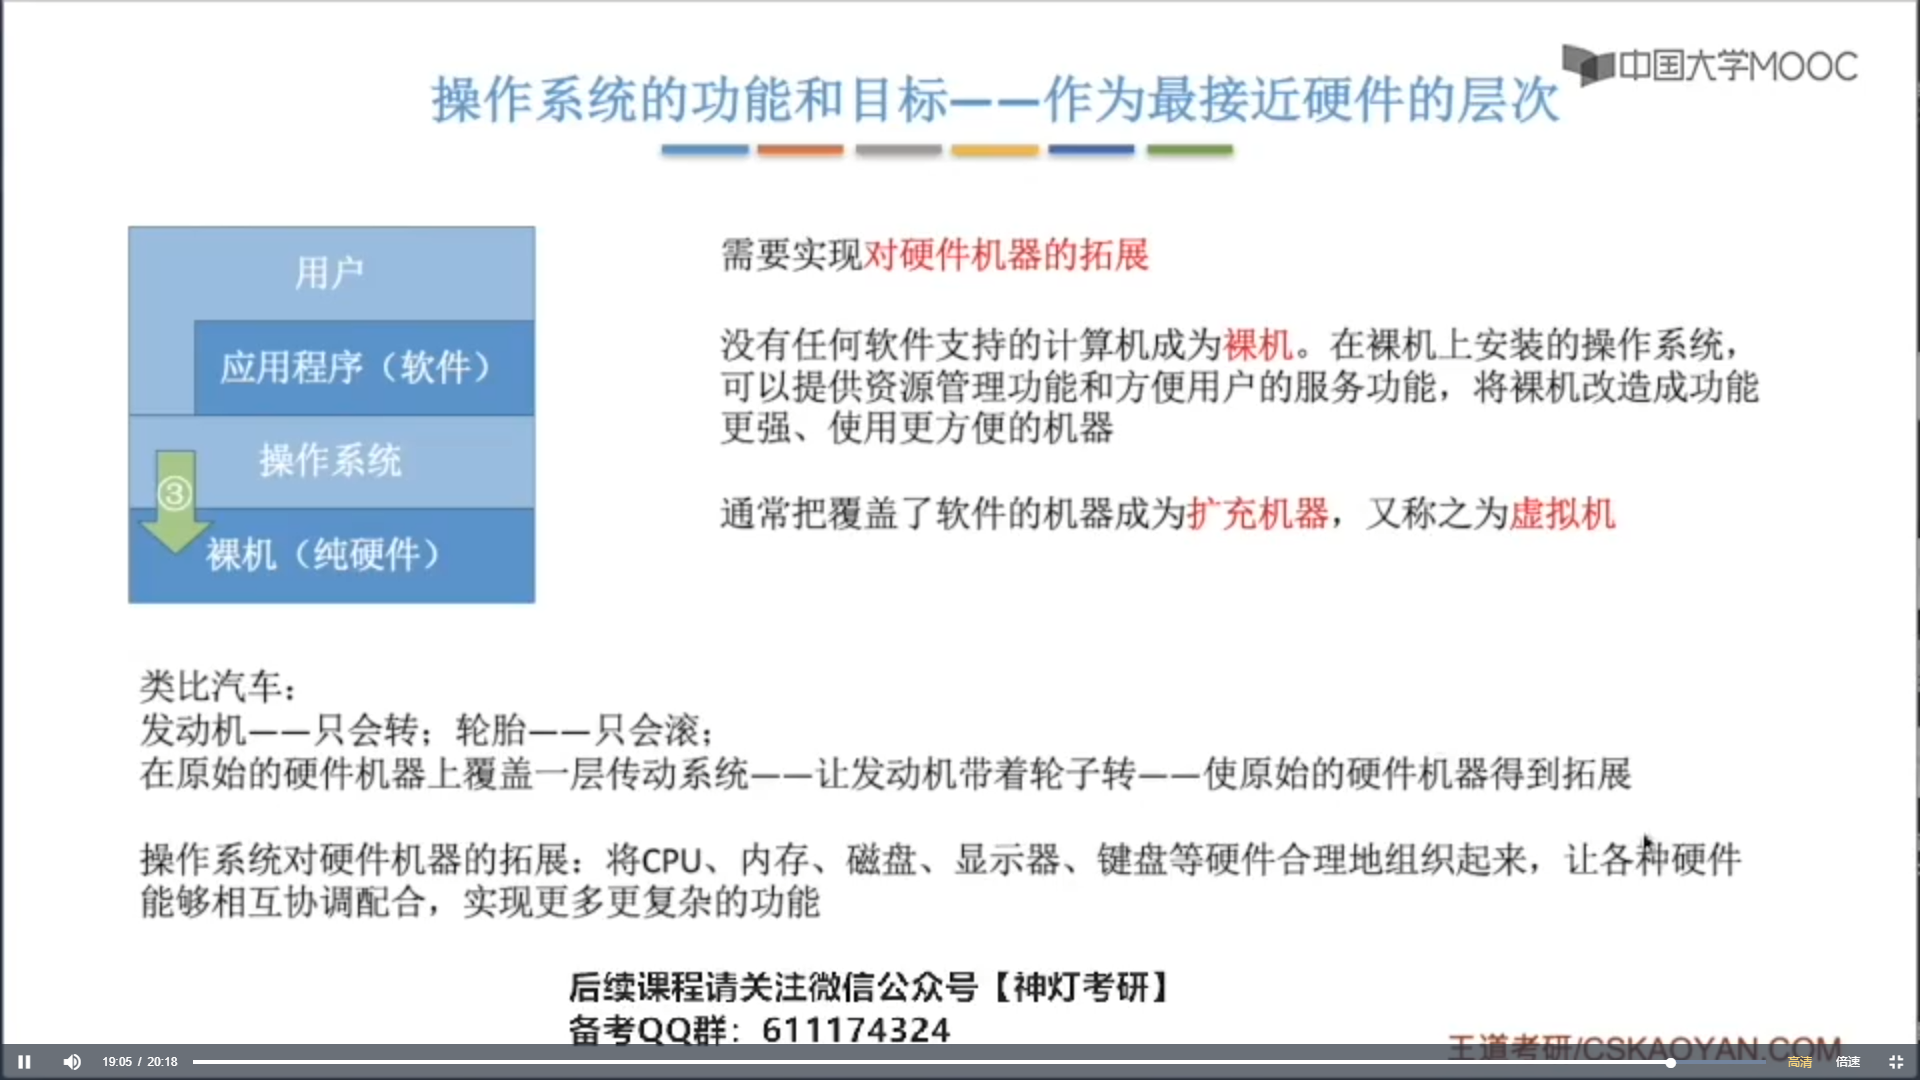 中国大学MOOC
操作系统的功能和目标——作为最接近硬件的层次
用户
应用程序（软件）
操作系统
③
裸机（纯硬件）
需要实现对硬件机器的拓展
没有任何软件支持的计算机成为裸机。在裸机上安装的操作系统，
可以提供资源管理功能和方便用户的服务功能，将裸机改造成功能
更强、使用更方便的机器
通常把覆盖了软件的机器成为扩充机器，又称之为虚拟机
类比汽车：
发动机——只会转；轮胎——只会滚；
在原始的硬件机器上覆盖一层传动系统——让发动机带着轮子转——使原始的硬件机器得到拓展
操作系统对硬件机器的拓展：将CPU、内存、磁盘、显示器、键盘等硬件合理地组织起来，让各种硬件
能够相互协调配合，实现更多更复杂的功能
后续课程请关注微信公众号【神灯考研】
备考QQ群：611174324
王道考研/CSKAOYAN.COM
19:05 / 20:18
高清
倍速